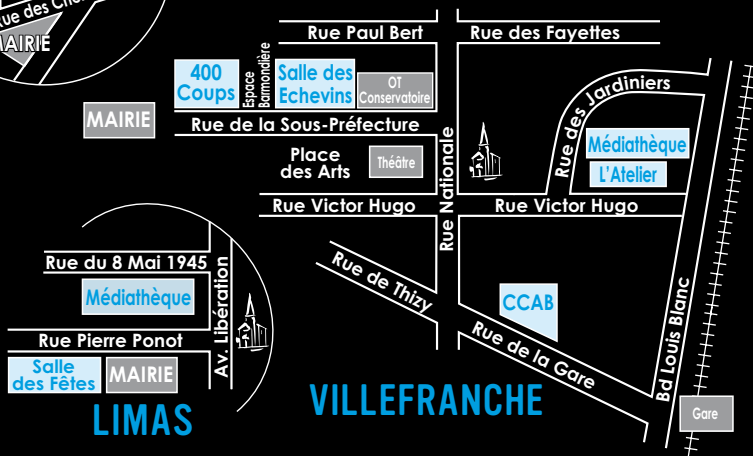 Rue des Che
MAIRIE
Rue Paul Bert
Rue des Fayettes
400
Coups
Espace
Barmondière
Salle des
Echevins
OT
Conservatoire
Rue des Jardiniers
MAIRIE
Rue de la Sous-Préfecture
Place
des Arts
Théâtre
Rue Nationale
Médiathèque
L'Atelier
Rue Victor Hugo
Rue Victor Hugo
Rue du 8 Mai 1945
Médiathèque
Av. Libération
Rue Pierre Ponot
Salle
des Fêtes
MAIRIE
LIMAS
Rue de Thizy
CCAB
Rue de la Gare
Bd Louis Blanc
Gare
VILLEFRANCHE